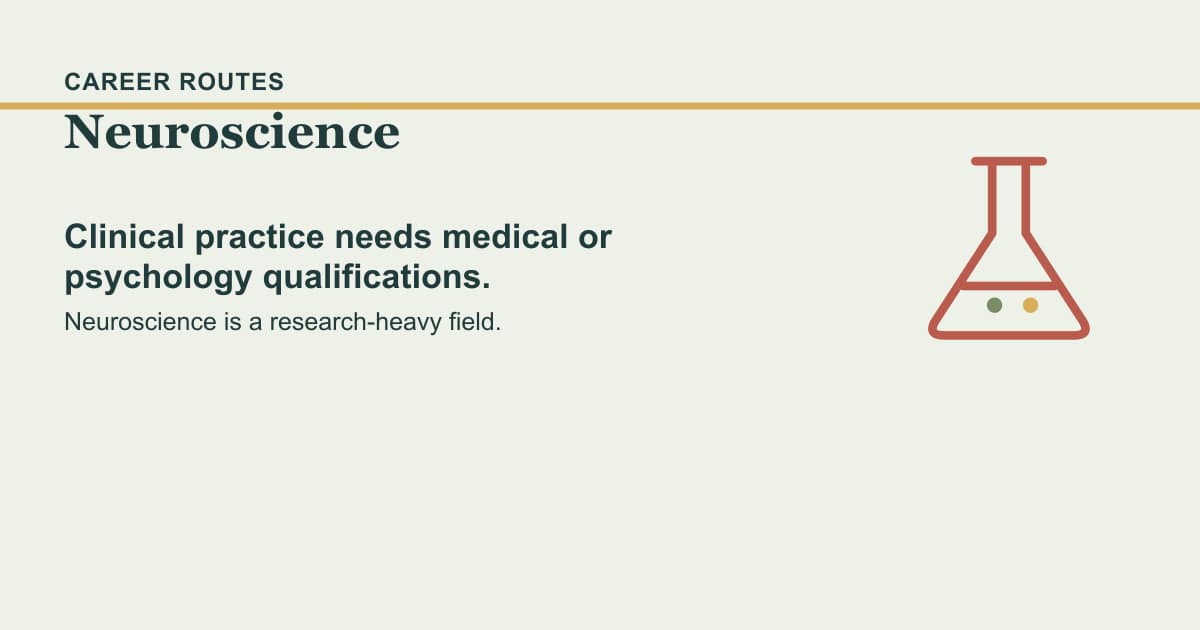 CAREER ROUTES
Neuroscience
Clinical practice needs medical or
psychology qualifications.
Neuroscience is a research-heavy field.